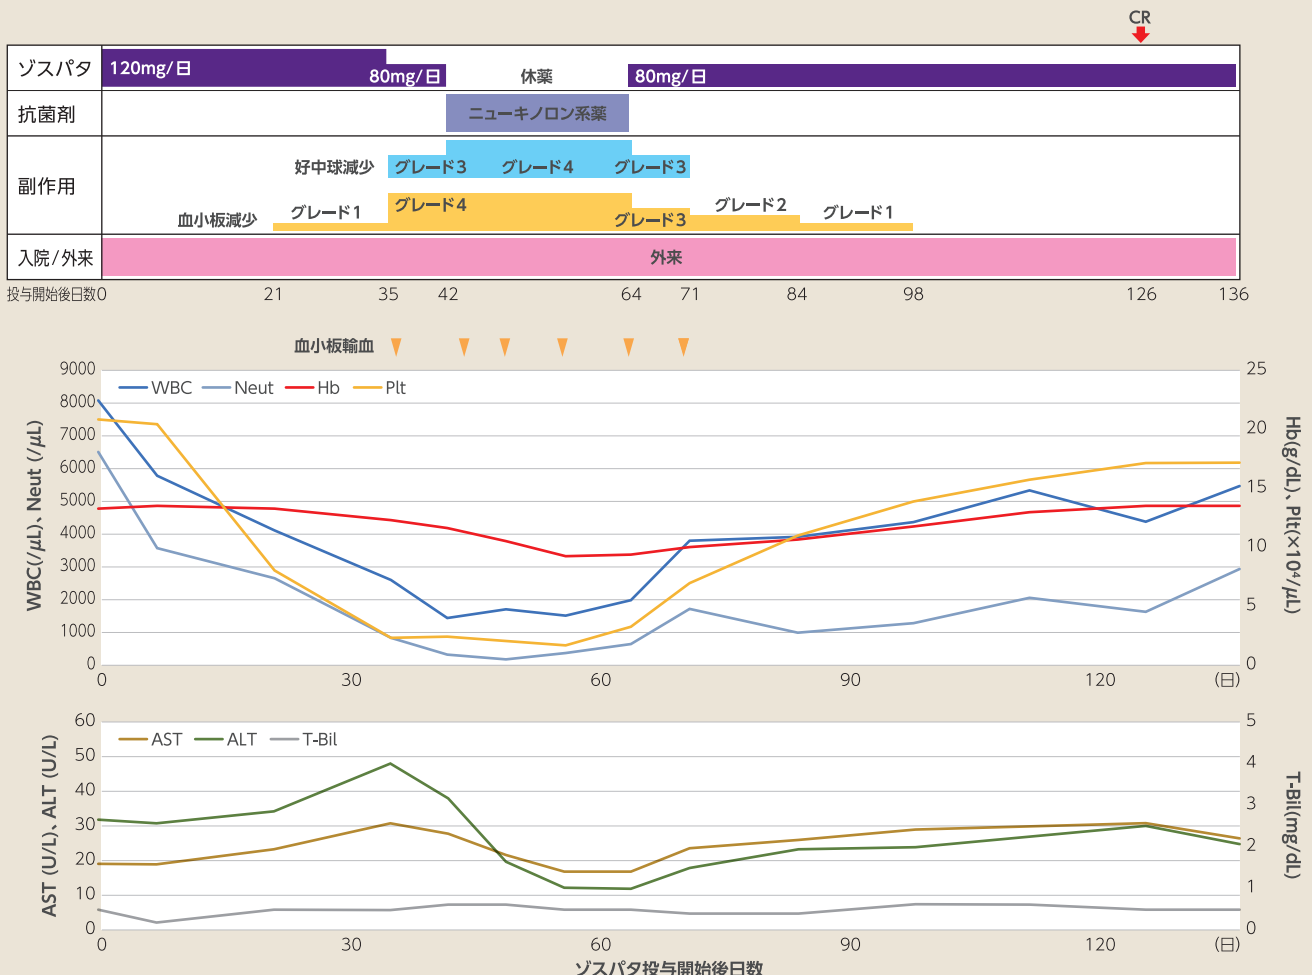 CR
ゾスパタ 120mg/日 80mg/日 休薬 80mg/日
抗菌剤 ニューキノロン系薬
副作用
好中球減少 グレード3 グレード4 グレード3
血小板減少 グレード1 グレード4 グレード3 グレード2 グレード1
入院/外来 外来
投与開始後日数 0 21 35 42 64 71 84 98 126 136
血小板輸血
WBC Neut Hb Plt
WBC(/μL)、Neut (/μL)
9000
8000
7000
6000
5000
4000
3000
2000
1000
0
Hb(g/dL)、Plt(×10⁴/μL)
25
20
15
10
5
0
0 30 60 90 120 (日)
AST ALT T-Bil
AST (U/L)、ALT (U/L)
60
50
40
30
20
10
0
T-Bil(mg/dL)
5
4
3
2
1
0
0 30 60 90 120 (日)
ゾスパタ投与開始後日数